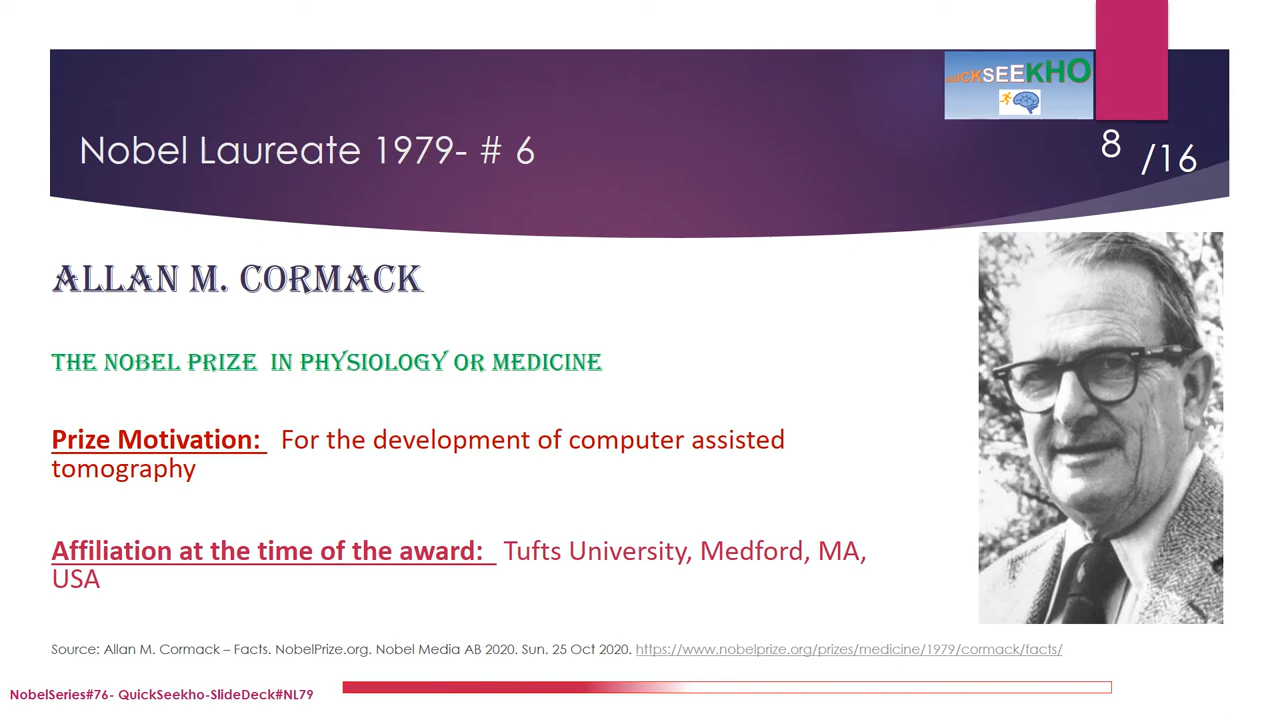 QUICKSEEKHO
Nobel Laureate 1979- # 6
8 /16
ALLAN M. CORMACK
THE NOBEL PRIZE IN PHYSIOLOGY OR MEDICINE
Prize Motivation: For the development of computer assisted
tomography
Affiliation at the time of the award: Tufts University, Medford, MA,
USA
Source: Allan M. Cormack – Facts. NobelPrize.org. Nobel Media AB 2020. Sun. 25 Oct 2020. https://www.nobelprize.org/prizes/medicine/1979/cormack/facts/
NobelSeries#76- QuickSeekho-SlideDeck#NL79